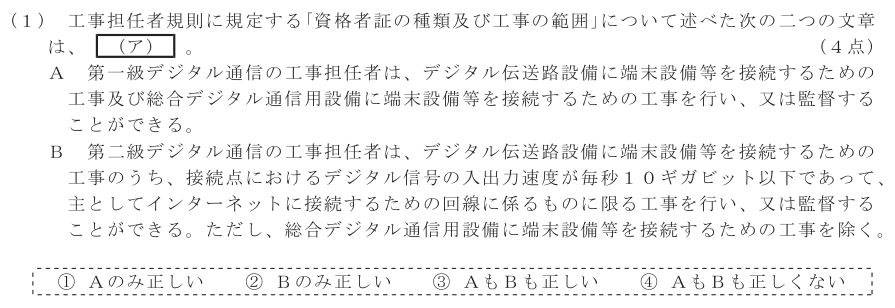 (１) 工事担任者規則に規定する｢資格者証の種類及び工事の範囲｣について述べた次の二つの文章
は、 (ア) 。 (４点)
Ａ 第一級デジタル通信の工事担任者は、デジタル伝送路設備に端末設備等を接続するための
工事及び総合デジタル通信用設備に端末設備等を接続するための工事を行い、又は監督する
ことができる。
Ｂ 第二級デジタル通信の工事担任者は、デジタル伝送路設備に端末設備等を接続するための
工事のうち、接続点におけるデジタル信号の入出力速度が毎秒１０ギガビット以下であって、
主としてインターネットに接続するための回線に係るものに限る工事を行い、又は監督する
ことができる。ただし、総合デジタル通信用設備に端末設備等を接続するための工事を除く。
① Ａのみ正しい ② Ｂのみ正しい ③ ＡもＢも正しい ④ ＡもＢも正しくない